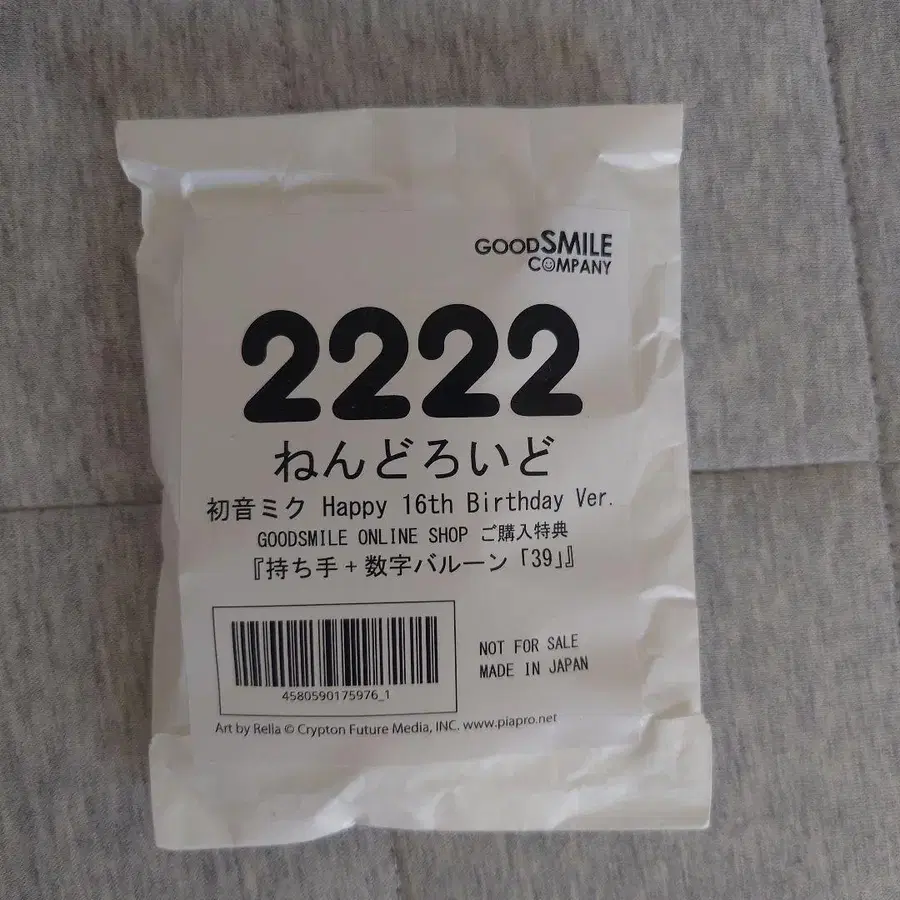 GOODSMILE
COMPANY
2222
ねんどろいど
初音ミク Happy 16th Birthday Ver.
GOODSMILE ONLINE SHOP ご購入特典
『持ち手+数字バルーン「39」』
NOT FOR SALE
MADE IN JAPAN
4580590175976_1
Art by Rella © Crypton Future Media, INC. www.piapro.net